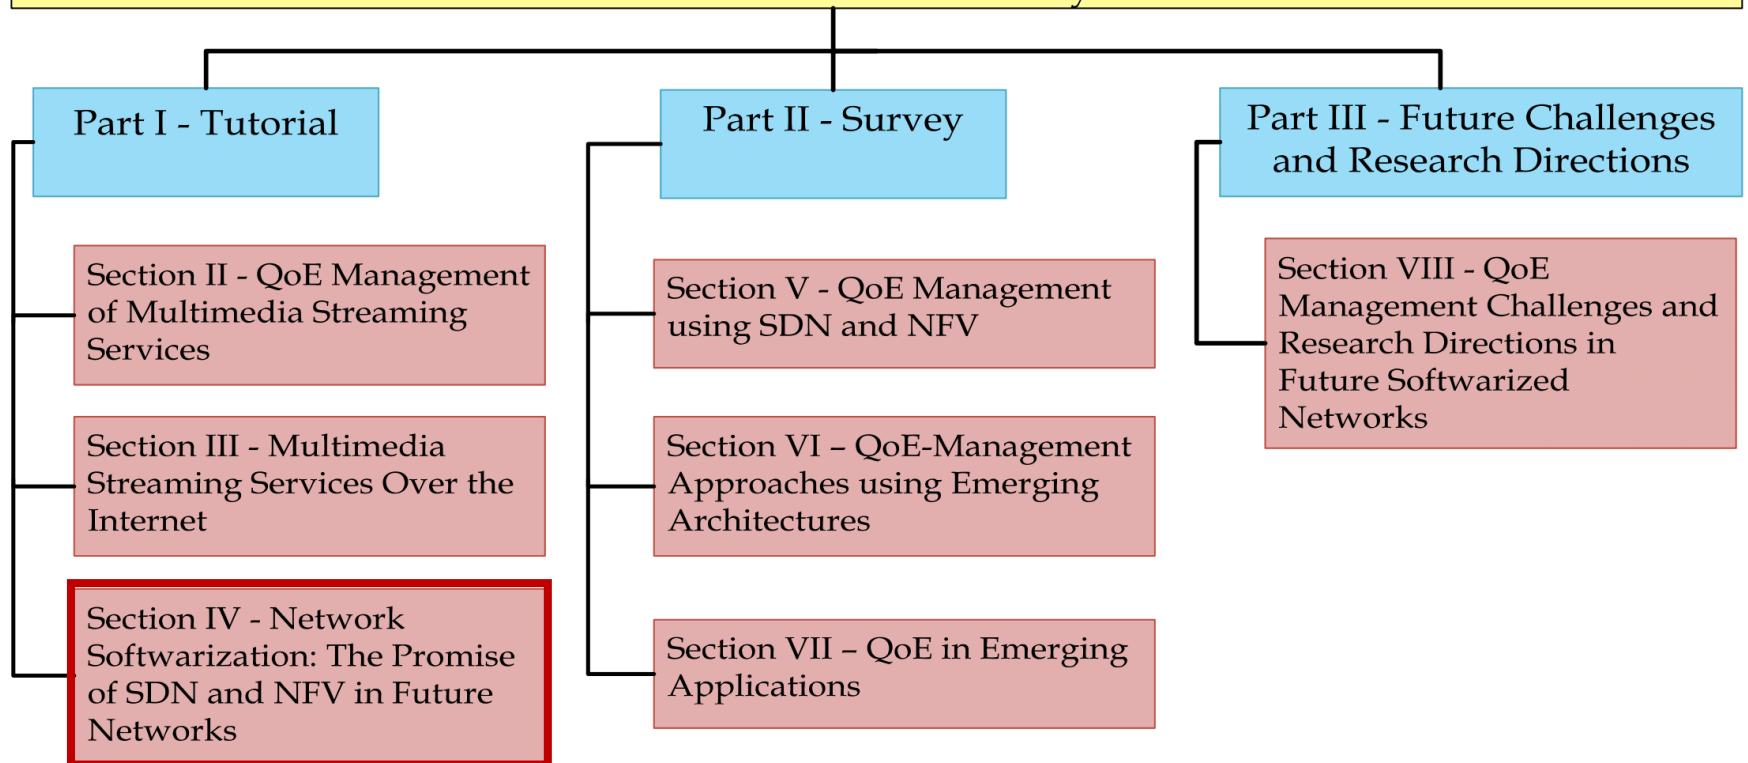 Part I - Tutorial
Section II - QoE Management
of Multimedia Streaming
Services
Section III - Multimedia
Streaming Services Over the
Internet
Section IV - Network
Softwarization: The Promise
of SDN and NFV in Future
Networks
Part II - Survey
Section V - QoE Management
using SDN and NFV
Section VI – QoE-Management
Approaches using Emerging
Architectures
Section VII – QoE in Emerging
Applications
Part III - Future Challenges
and Research Directions
Section VIII - QoE
Management Challenges and
Research Directions in
Future Softwarized
Networks